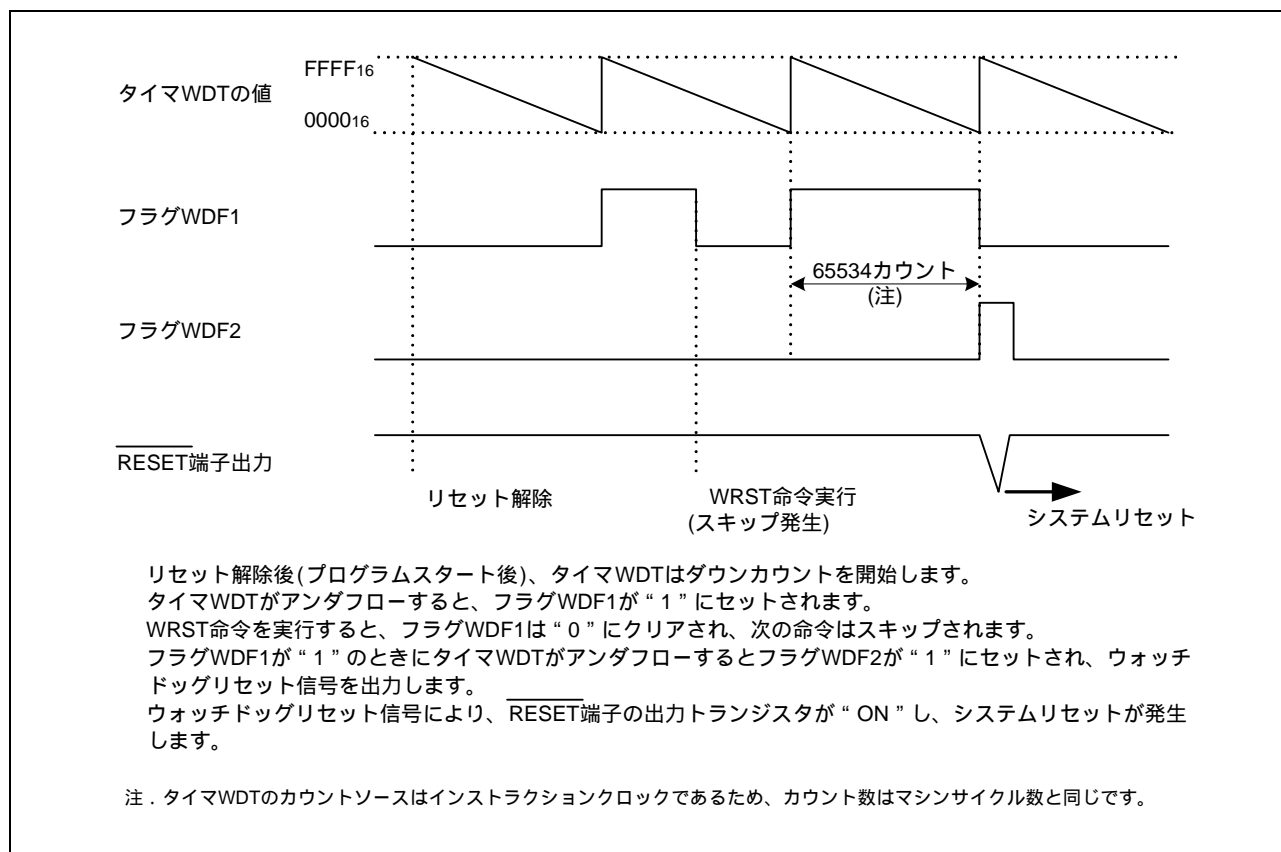 FFFF16
タイマWDTの値
000016
フラグWDF1
65534カウント
(注)
フラグWDF2
RESET端子出力
リセット解除
WRST命令実行
(スキップ発生)
システムリセット
リセット解除後(プログラムスタート後)、タイマWDTはダウンカウントを開始します。
タイマWDTがアンダフローすると、フラグWDF1が“1”にセットされます。
WRST命令を実行すると、フラグWDF1は“0”にクリアされ、次の命令はスキップされます。
フラグWDF1が“1”のときにタイマWDTがアンダフローするとフラグWDF2が“1”にセットされ、ウォッチ
ドッグリセット信号を出力します。
ウォッチドッグリセット信号により、RESET端子の出力トランジスタが“ON”し、システムリセットが発生
します。
注．タイマWDTのカウントソースはインストラクションクロックであるため、カウント数はマシンサイクル数と同じです。